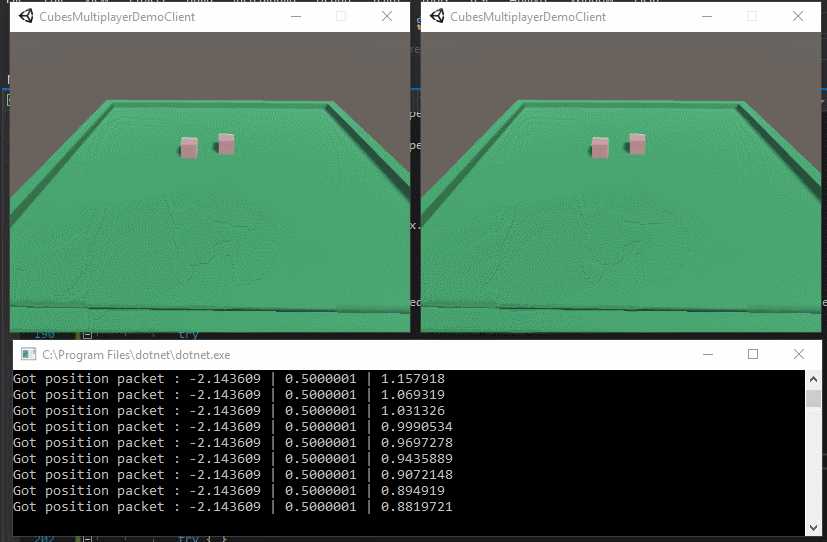 CubesMultiplayerDemoClient
CubesMultiplayerDemoClient
190 try
C:\Program Files\dotnet\dotnet.exe
Got position packet : -2.143609 | 0.5000001 | 1.157918
Got position packet : -2.143609 | 0.5000001 | 1.069319
Got position packet : -2.143609 | 0.5000001 | 1.031326
Got position packet : -2.143609 | 0.5000001 | 0.9990534
Got position packet : -2.143609 | 0.5000001 | 0.9697278
Got position packet : -2.143609 | 0.5000001 | 0.9435889
Got position packet : -2.143609 | 0.5000001 | 0.9072148
Got position packet : -2.143609 | 0.5000001 | 0.894919
Got position packet : -2.143609 | 0.5000001 | 0.8819721
202 try { }